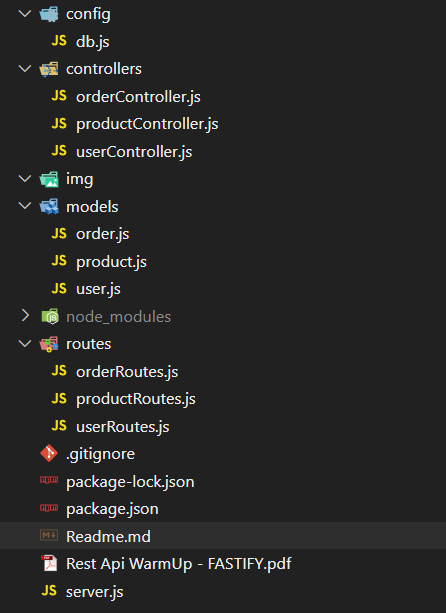 config
JS db.js
controllers
JS orderController.js
JS productController.js
JS userController.js
img
models
JS order.js
JS product.js
JS user.js
node_modules
routes
JS orderRoutes.js
JS productRoutes.js
JS userRoutes.js
.gitignore
package-lock.json
package.json
Readme.md
Rest Api WarmUp - FASTIFY.pdf
JS server.js